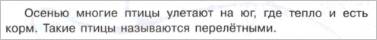 Осенью многие птицы улетают на юг, где тепло и есть
корм. Такие птицы называются перелётными.